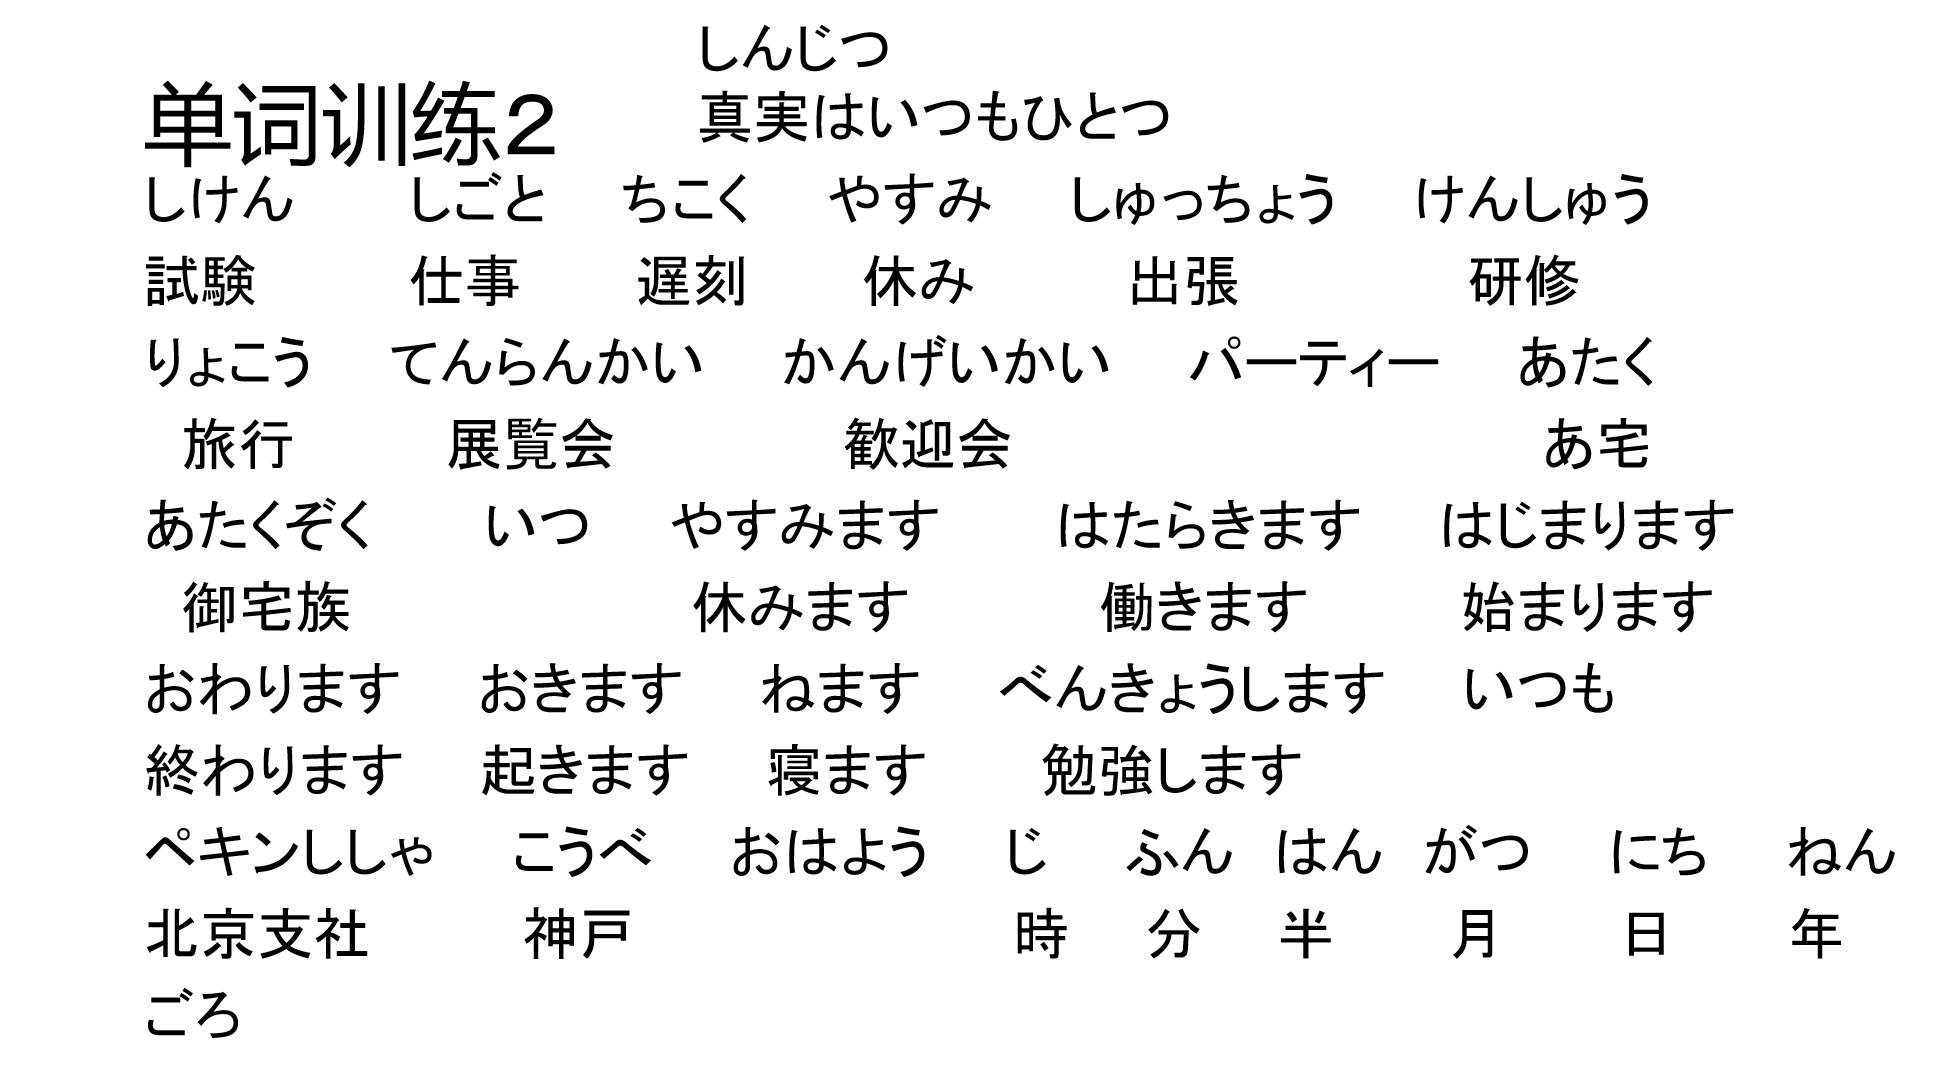 しんじつ
单词训练２ 真実はいつもひとつ
しけん しごと ちこく やすみ しゅっちょう けんしゅう
試験 仕事 遅刻 休み 出張 研修
りょこう てんらんかい かんげいかい パーティー あたく
旅行 展覧会 歓迎会 あ宅
あたくぞく いつ やすみます はたらきます はじまります
御宅族 休みます 働きます 始まります
おわります おきます ねます べんきょうします いつも
終わります 起きます 寝ます 勉強します
ペキンししゃ こうべ おはよう じ ふん はん がつ にち ねん
北京支社 神戸 時 分 半 月 日 年
ごろ